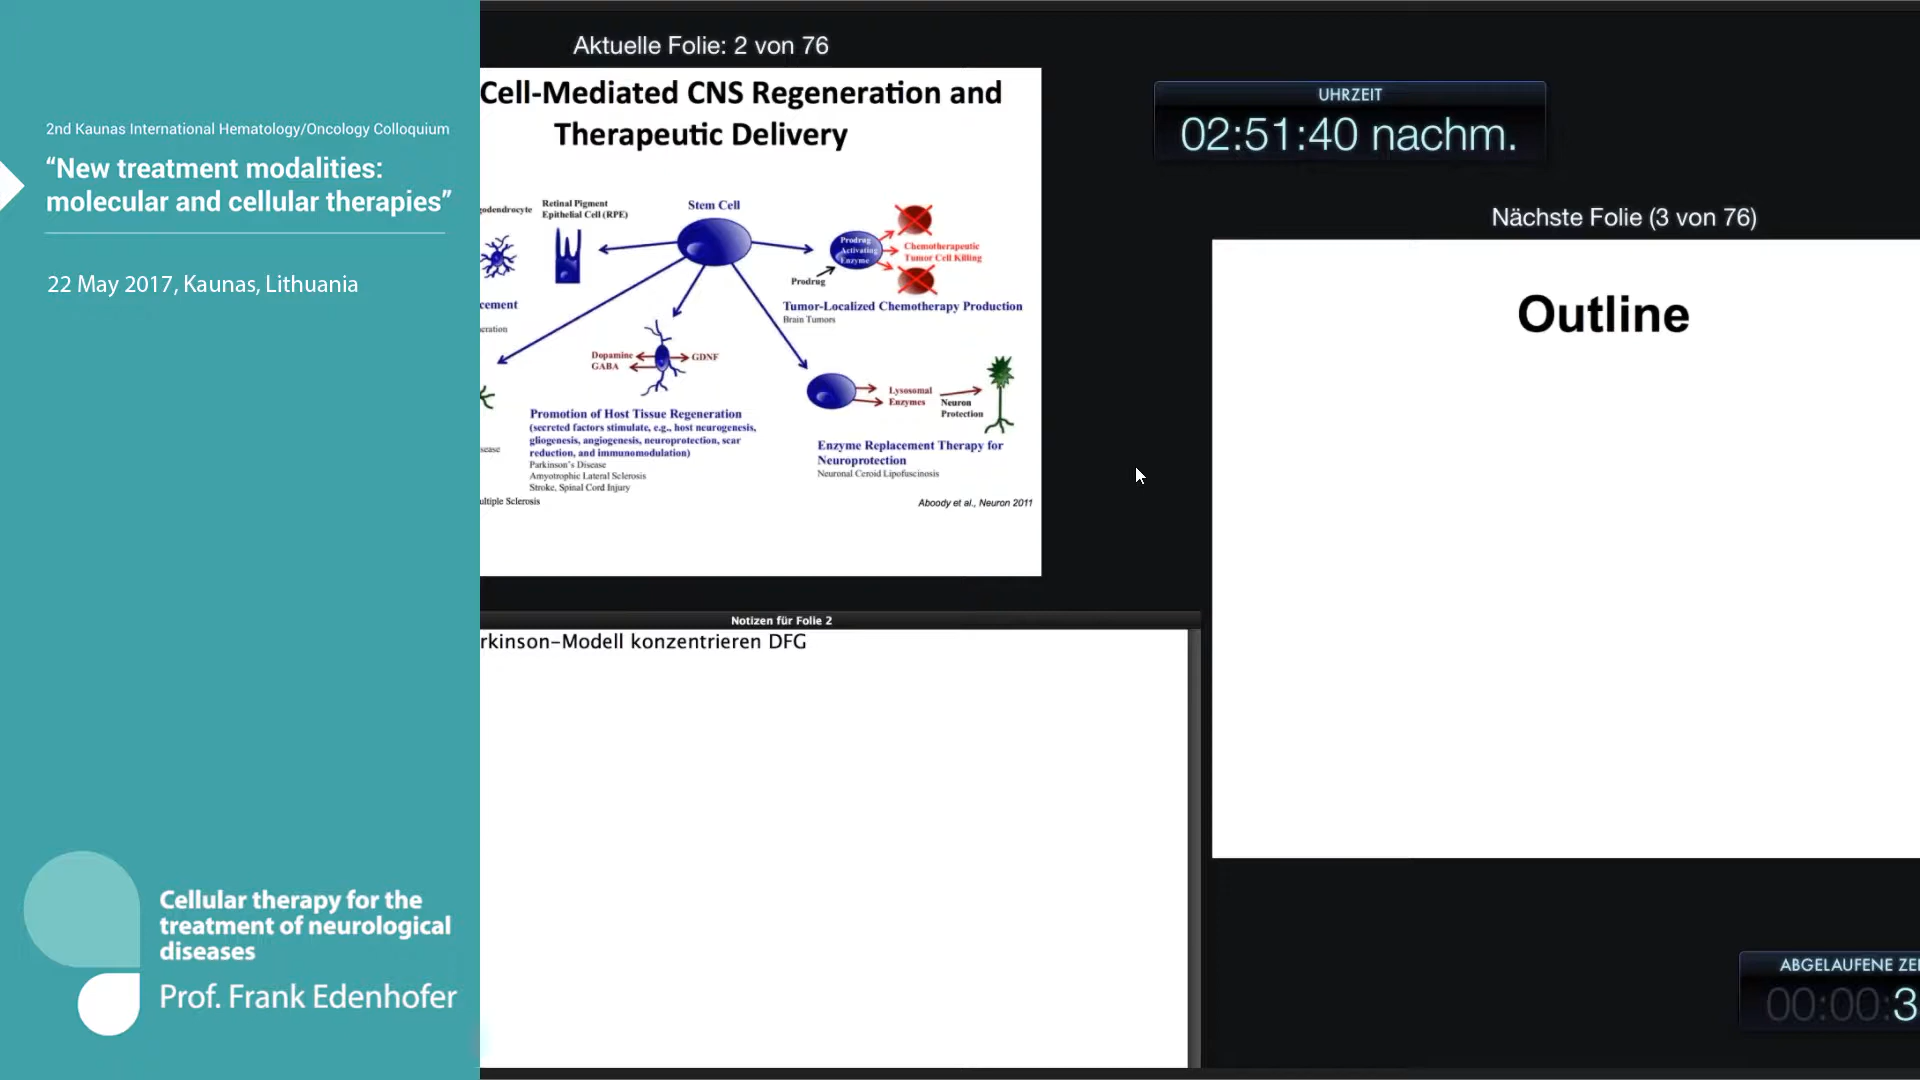 2nd Kaunas International Hematology/Oncology Colloquium
“New treatment modalities:
molecular and cellular therapies”
22 May 2017, Kaunas, Lithuania
Cellular therapy for the
treatment of neurological
diseases
Prof. Frank Edenhofer
Aktuelle Folie: 2 von 76
Cell-Mediated CNS Regeneration and
Therapeutic Delivery
Retinal Pigment
Epithelial Cell (RPE)
Stem Cell
Prodrug
Activating
Enzyme
Chemotherapeutic
Tumor Cell Killing
Prodrug
Tumor-Localized Chemotherapy Production
Brain Tumors
Dopamine
GABA
GDNF
Promotion of Host Tissue Regeneration
(secreted factors stimulate, e.g., host neurogenesis,
gliogenesis, angiogenesis, neuroprotection, scar
reduction, and immunomodulation)
Parkinson's Disease
Amyotrophic Lateral Sclerosis
Stroke, Spinal Cord Injury
Lysosomal
Enzymes
Neuron
Protection
Enzyme Replacement Therapy for
Neuroprotection
Neuronal Ceroid Lipofuscinosis
ultiple Sclerosis
Aboody et al., Neuron 2011
Notizen für Folie 2
rkinson-Modell konzentrieren DFG
UHRZEIT
02:51:40 nachm.
Nächste Folie (3 von 76)
Outline
ABGELAUFENE ZEI
00:00:3